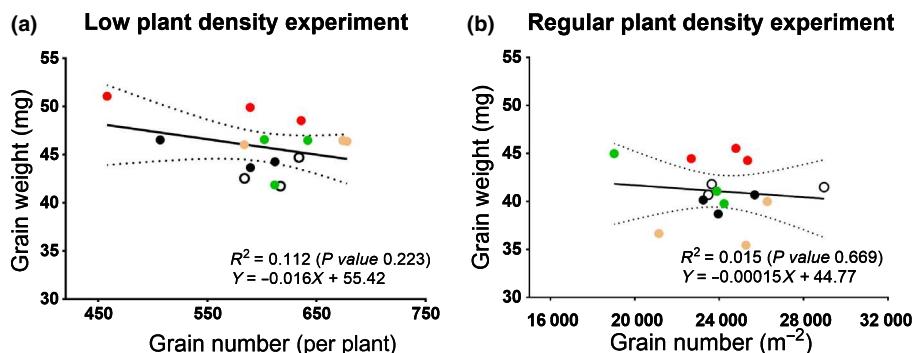 (a) Low plant density experiment
Grain weight (mg)
55
50
45
40
35
30
R² = 0.112 (P value 0.223)
Y = –0.016X + 55.42
450 550 650 750
Grain number (per plant)
(b) Regular plant density experiment
Grain weight (mg)
55
50
45
40
35
30
R² = 0.015 (P value 0.669)
Y = –0.00015X + 44.77
16 000 20 000 24 000 28 000 32 000
Grain number (m⁻²)